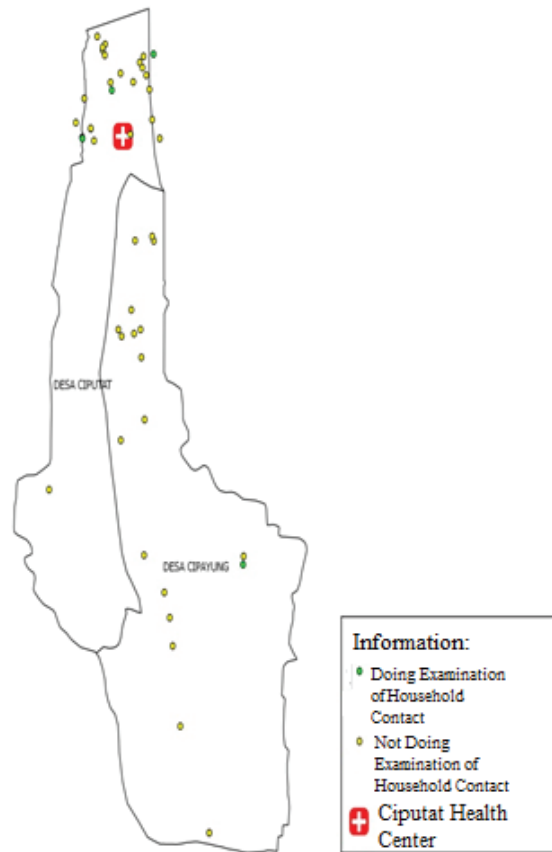 DESA CIPUTAT
DESA CIPAYUNG
Information:
Doing Examination
of Household
Contact
Not Doing
Examination of
Household Contact
Ciputat Health
Center